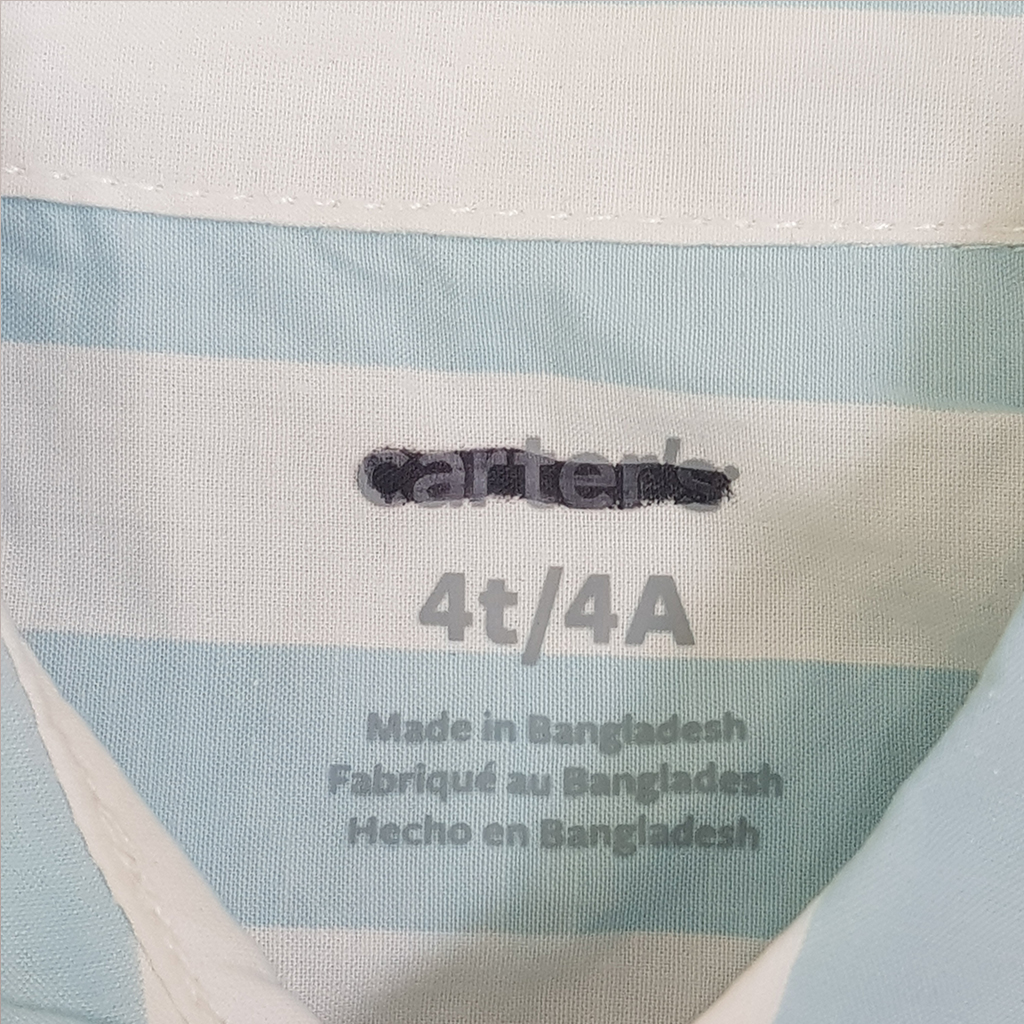 carter's
4t/4A
Made in Bangladesh
Fabriqué au Bangladesh
Hecho en Bangladesh